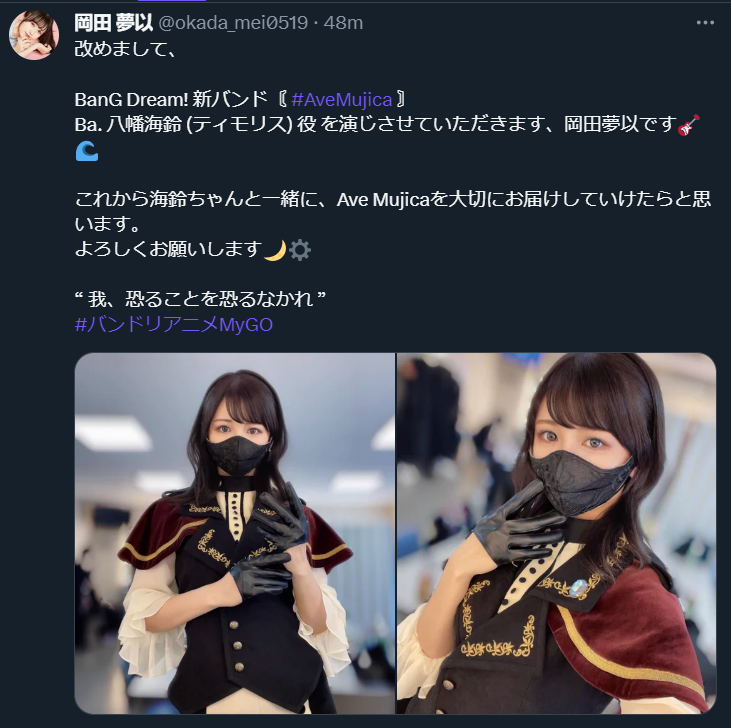 岡田 夢以 @okada_mei0519 · 48m
改めまして、
BanG Dream! 新バンド〖 #AveMujica 〗
Ba. 八幡海鈴 (ティモリス) 役 を演じさせていただきます、岡田夢以です🎸
🌊
これから海鈴ちゃんと一緒に、Ave Mujicaを大切にお届けしていけたらと思
います。
よろしくお願いします🌙⚙️
“ 我、恐ることを恐るなかれ ”
#バンドリアニメMyGO